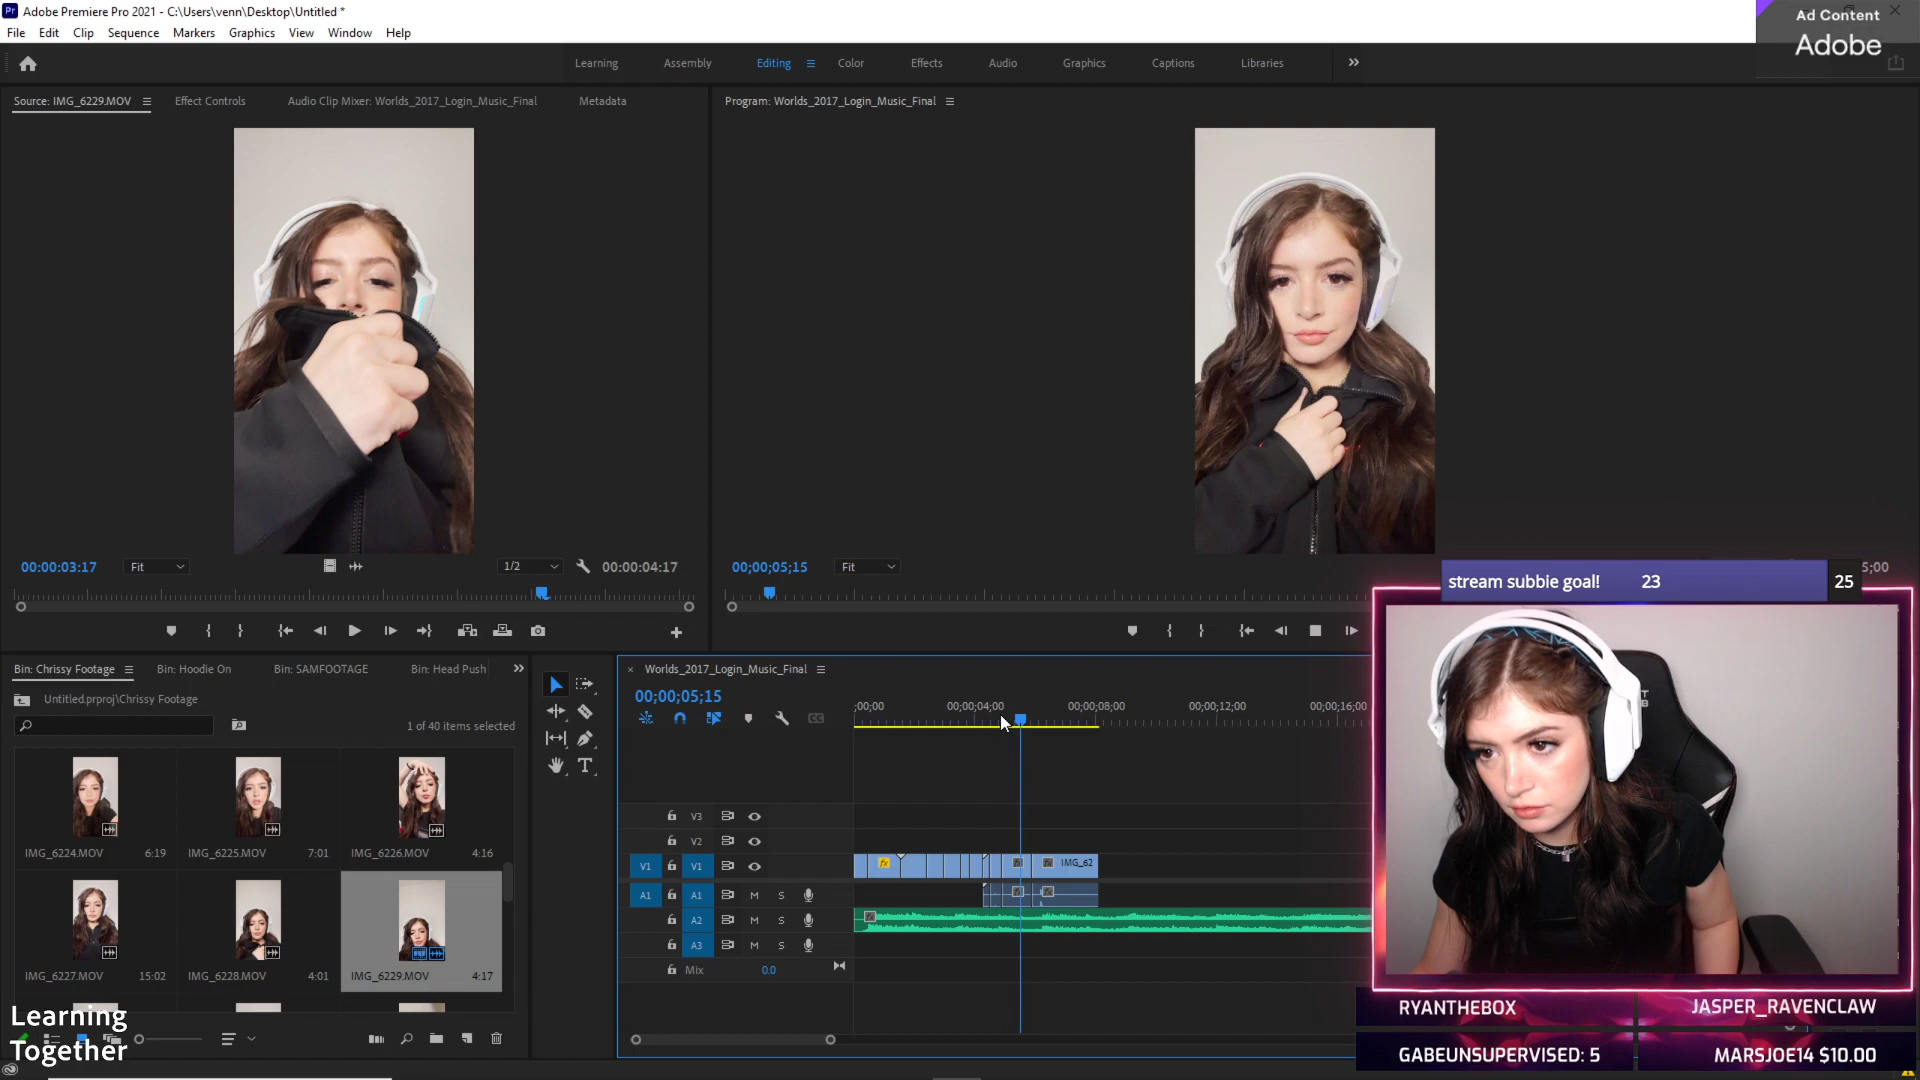 Adobe Premiere Pro 2021 - C:\Users\venn\Desktop\Untitled *
File Edit Clip Sequence Markers Graphics View Window Help
Ad Content
Adobe
Learning Assembly Editing Color Effects Audio Graphics Captions Libraries
Source: IMG_6229.MOV Effect Controls Audio Clip Mixer: Worlds_2017_Login_Music_Final Metadata
Program: Worlds_2017_Login_Music_Final
00:00:03:17 Fit 1/2 00:00:04:17
00;00;05;15 Fit 5;00
stream subbie goal! 23 25
Bin: Chrissy Footage Bin: Hoodie On Bin: SAMFOOTAGE Bin: Head Push
Untitled.prproj\Chrissy Footage
1 of 40 items selected
IMG_6224.MOV 6:19 IMG_6225.MOV 7:01 IMG_6226.MOV 4:16
IMG_6227.MOV 15:02 IMG_6228.MOV 4:01 IMG_6229.MOV 4:17
Worlds_2017_Login_Music_Final
00;00;05;15
;00;00 00;00;04;00 00;00;08;00 00;00;12;00 00;00;16;00
V3
V2
V1 V1 fx IMG_62
A1 A1 M S
A2 M S
A3 M S
Mix 0.0
Learning
Together
RYANTHEBOX JASPER_RAVENCLAW
GABEUNSUPERVISED: 5 MARSJOE14 $10.00